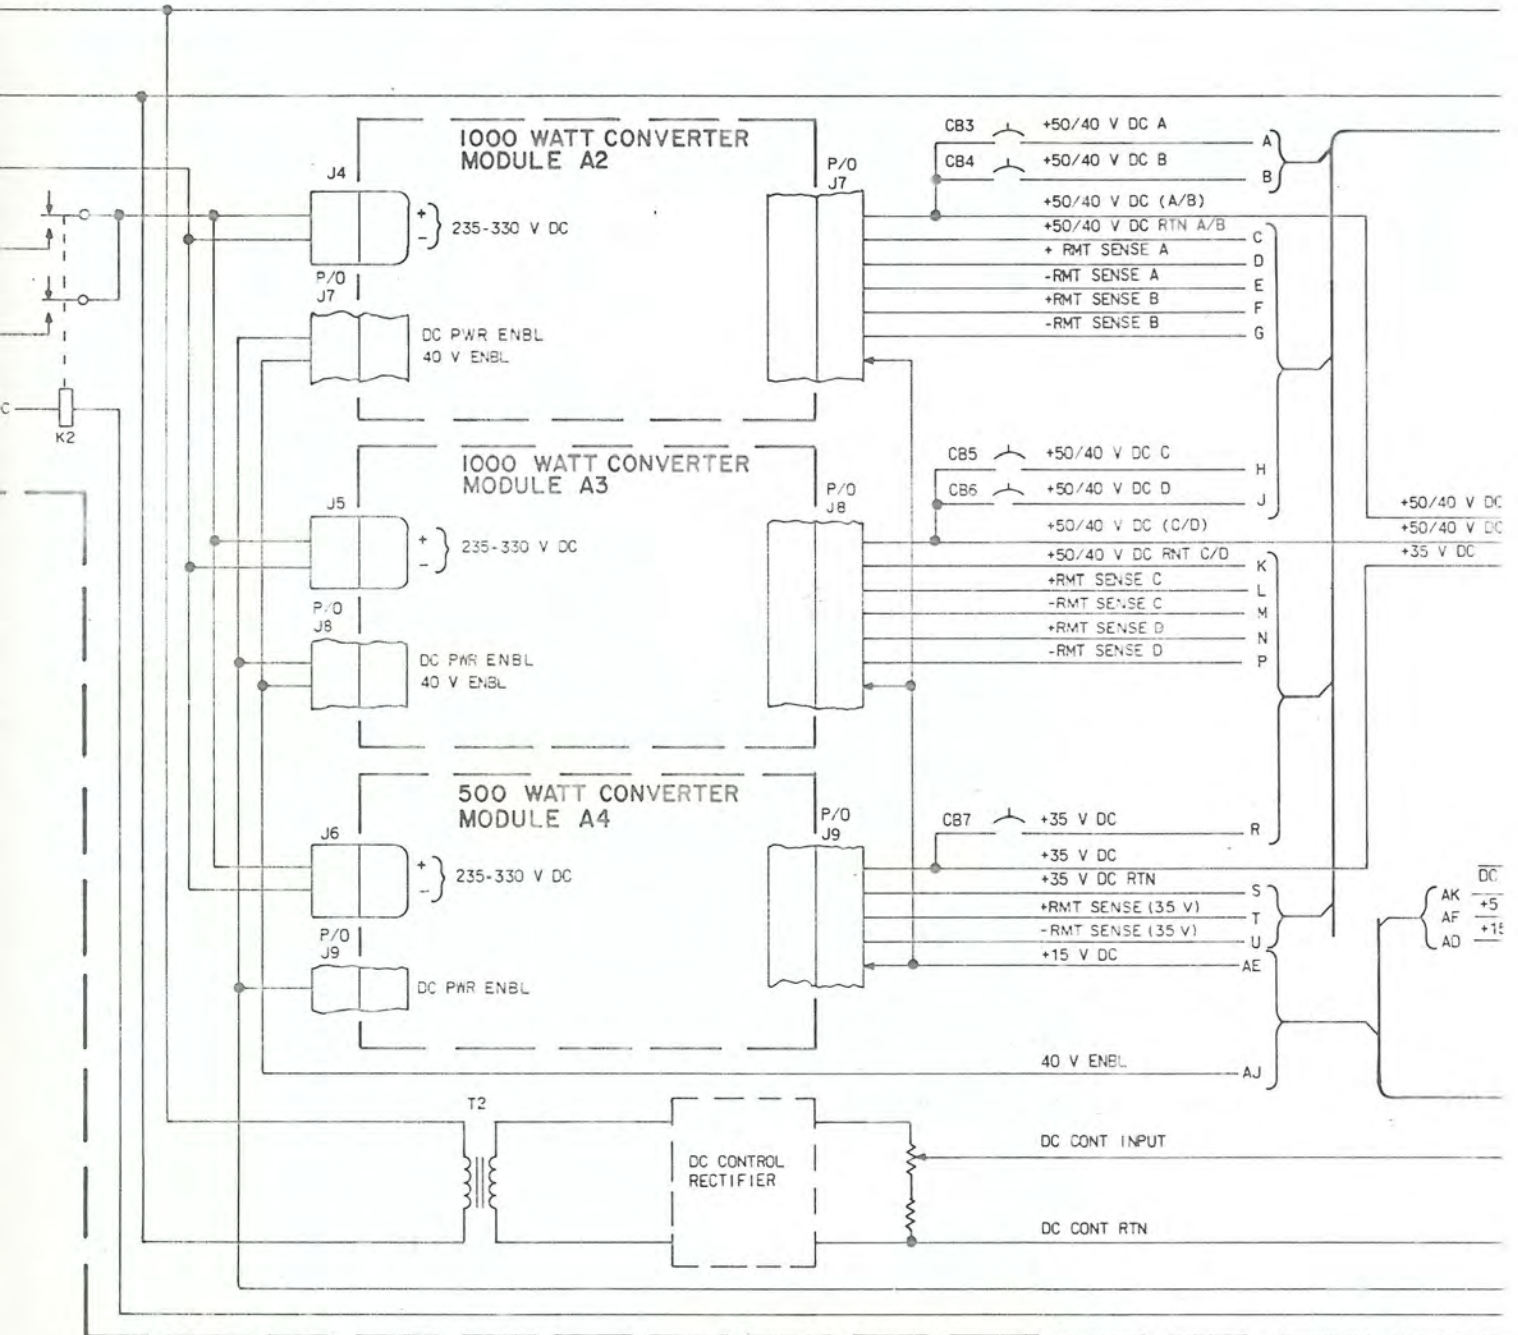 1000 WATT CONVERTER
MODULE A2
J4
+
-
235-330 V DC
P/O
J7
DC PWR ENBL
40 V ENBL
P/O
J7
CB3
+50/40 V DC A
A
CB4
+50/40 V DC B
B
+50/40 V DC (A/B)
+50/40 V DC RTN A/B
C
+ RMT SENSE A
D
-RMT SENSE A
E
+RMT SENSE B
F
-RMT SENSE B
G
C
K2
1000 WATT CONVERTER
MODULE A3
J5
+
-
235-330 V DC
P/O
J8
DC PWR ENBL
40 V ENBL
P/O
J8
CB5
+50/40 V DC C
H
CB6
+50/40 V DC D
J
+50/40 V DC (C/D)
+50/40 V DC RNT C/D
K
+RMT SENSE C
L
-RMT SENSE C
M
+RMT SENSE D
N
-RMT SENSE D
P
+50/40 V DC
+50/40 V DC
+35 V DC
500 WATT CONVERTER
MODULE A4
J6
+
-
235-330 V DC
P/O
J9
DC PWR ENBL
P/O
J9
CB7
+35 V DC
R
+35 V DC
+35 V DC RTN
S
+RMT SENSE (35 V)
T
-RMT SENSE (35 V)
U
+15 V DC
AE
40 V ENBL
AJ
DC
AK
+5
AF
+15
AD
T2
DC CONTROL
RECTIFIER
DC CONT INPUT
DC CONT RTN